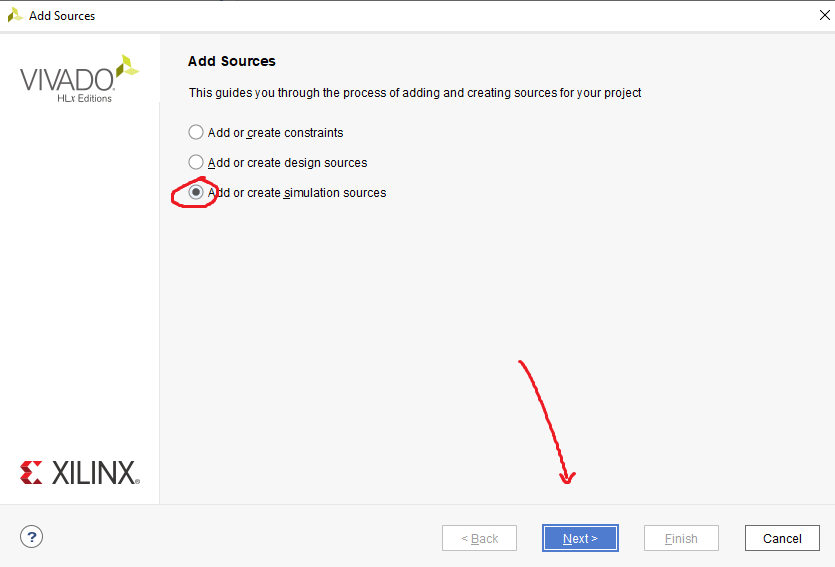 Add Sources
VIVADO.
HLx Editions
Add Sources
This guides you through the process of adding and creating sources for your project
Add or create constraints
Add or create design sources
Add or create simulation sources
XILINX.
?
< Back
Next >
Finish
Cancel